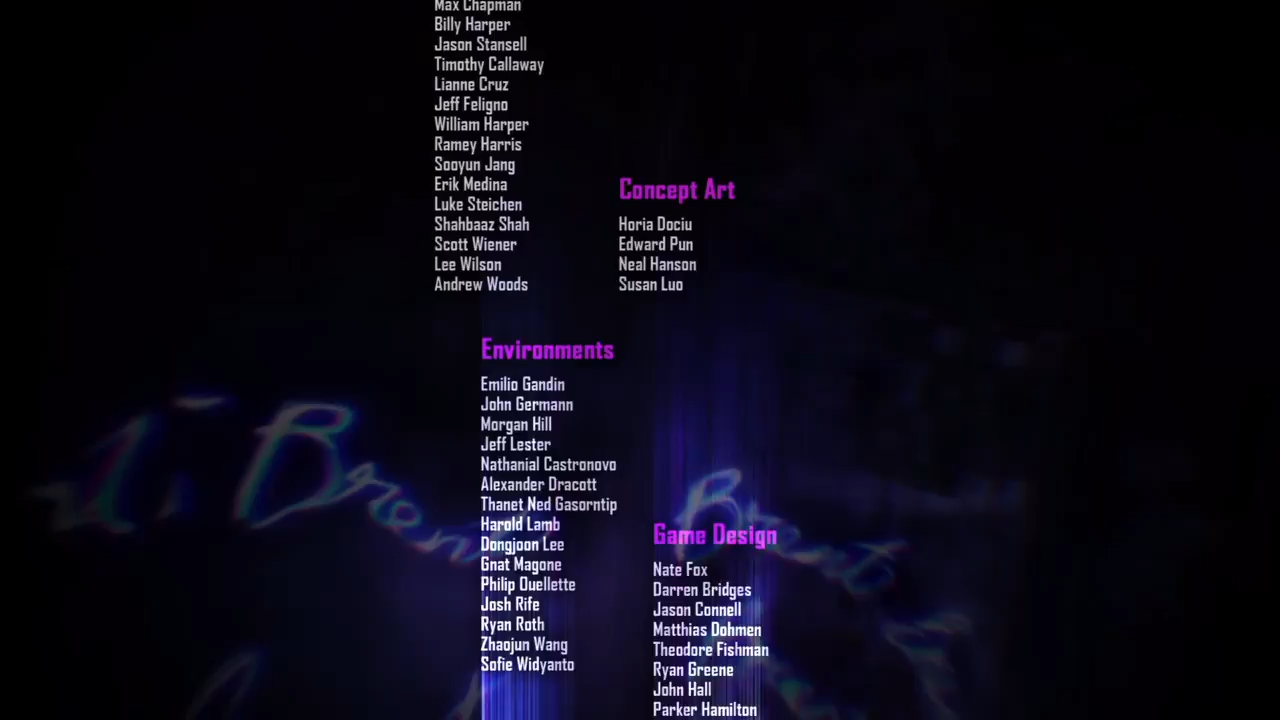 Max Chapman
Billy Harper
Jason Stansell
Timothy Callaway
Lianne Cruz
Jeff Feligno
William Harper
Ramey Harris
Sooyun Jang
Erik Medina
Luke Steichen
Shahbaaz Shah
Scott Wiener
Lee Wilson
Andrew Woods
Concept Art
Horia Dociu
Edward Pun
Neal Hanson
Susan Luo
Environments
Emilio Gandin
John Germann
Morgan Hill
Jeff Lester
Nathanial Castronovo
Alexander Dracott
Thanet Ned Gasorntip
Harold Lamb
Dongjoon Lee
Gnat Magone
Philip Ouellette
Josh Rife
Ryan Roth
Zhaojun Wang
Sofie Widyanto
Game Design
Nate Fox
Darren Bridges
Jason Connell
Matthias Dohmen
Theodore Fishman
Ryan Greene
John Hall
Parker Hamilton